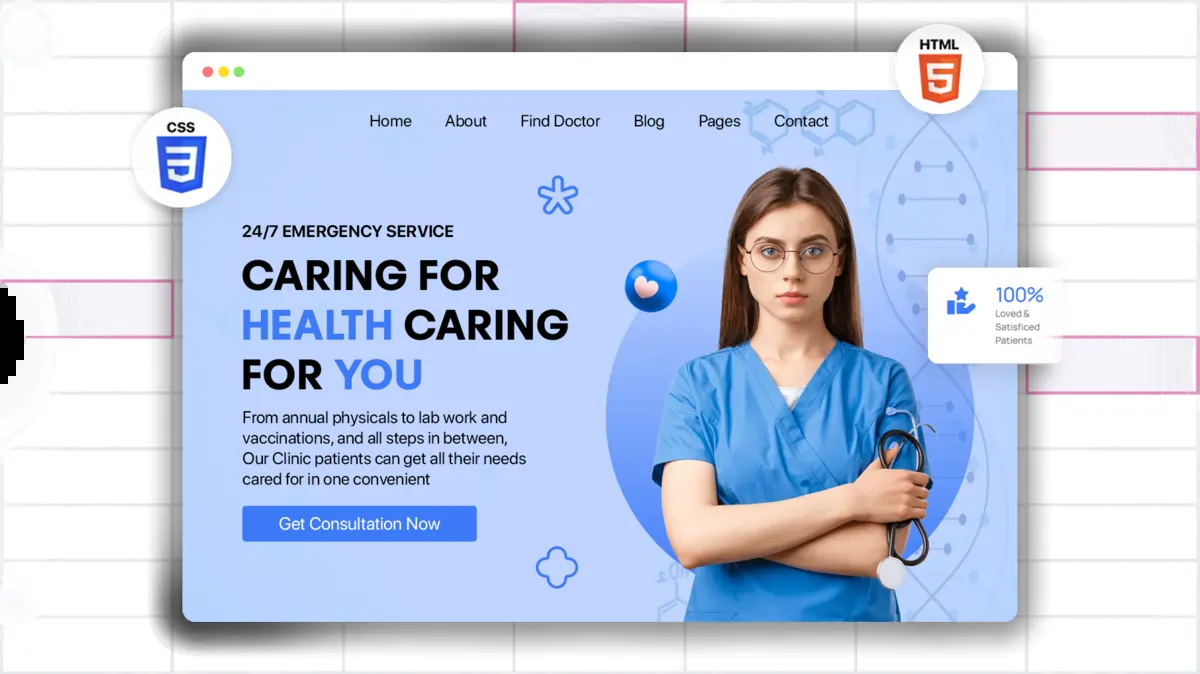 HTML
5
CSS
3
Home About Find Doctor Blog Pages Contact
24/7 EMERGENCY SERVICE
CARING FOR
HEALTH CARING
FOR YOU
From annual physicals to lab work and
vaccinations, and all steps in between,
Our Clinic patients can get all their needs
cared for in one convenient
Get Consultation Now
100%
Loved &
Satisficed
Patients